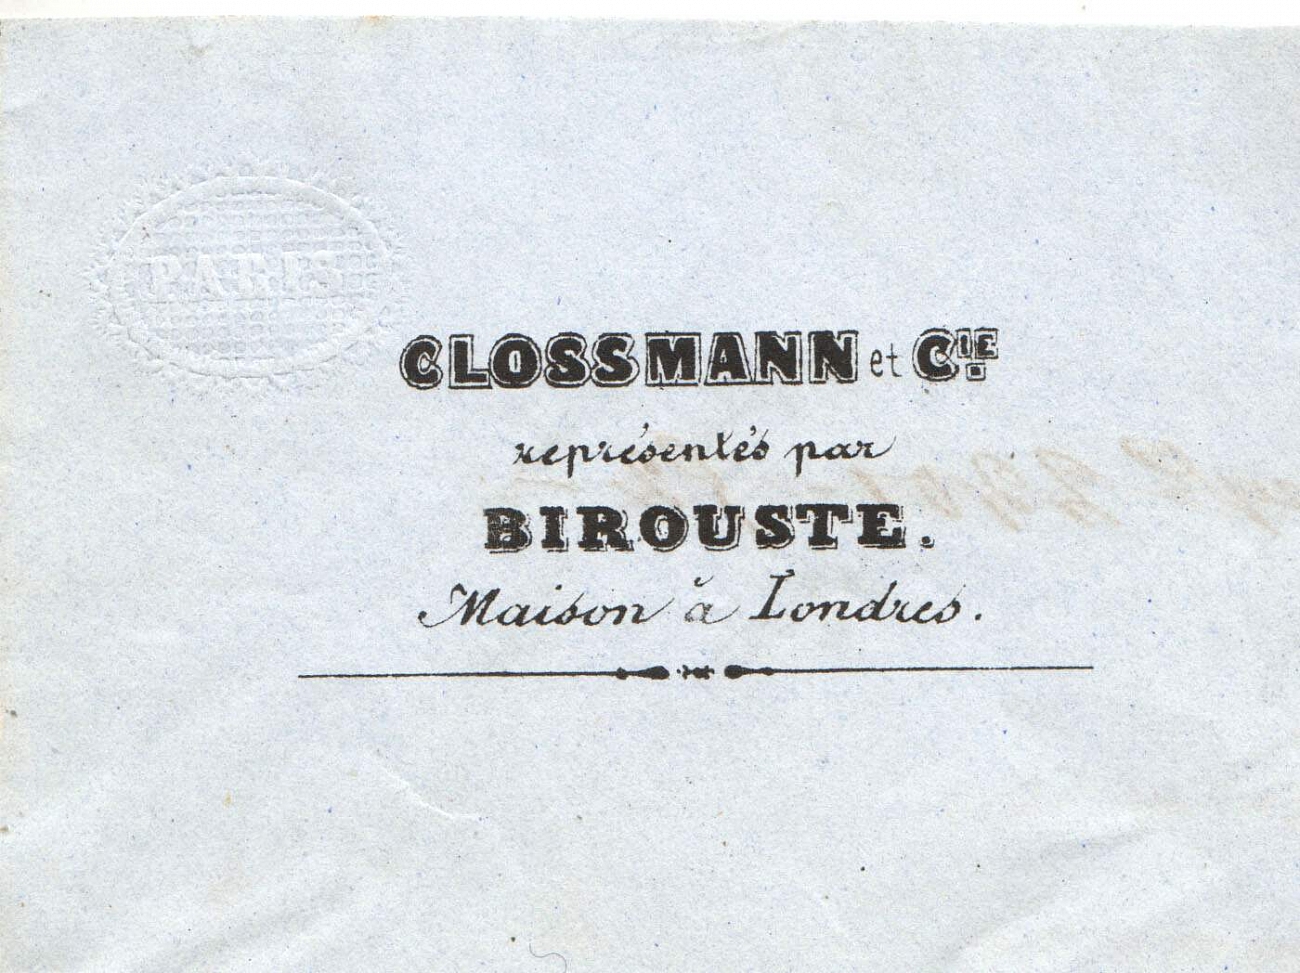 PARIS
CLOSSMANN et CIE
représentés par
BIROUSTE.
Maison à Londres.